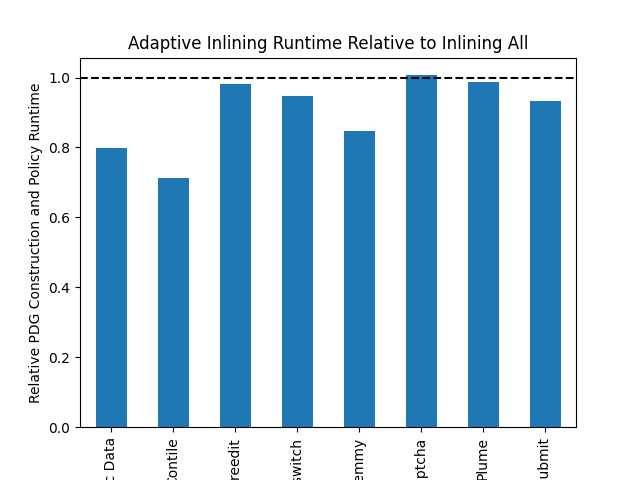 Adaptive Inlining Runtime Relative to Inlining All
Relative PDG Construction and Policy Runtime
1.0
0.8
0.6
0.4
0.2
0.0
c Data
ontile
reedit
switch
emmy
ptcha
Plume
ubmit